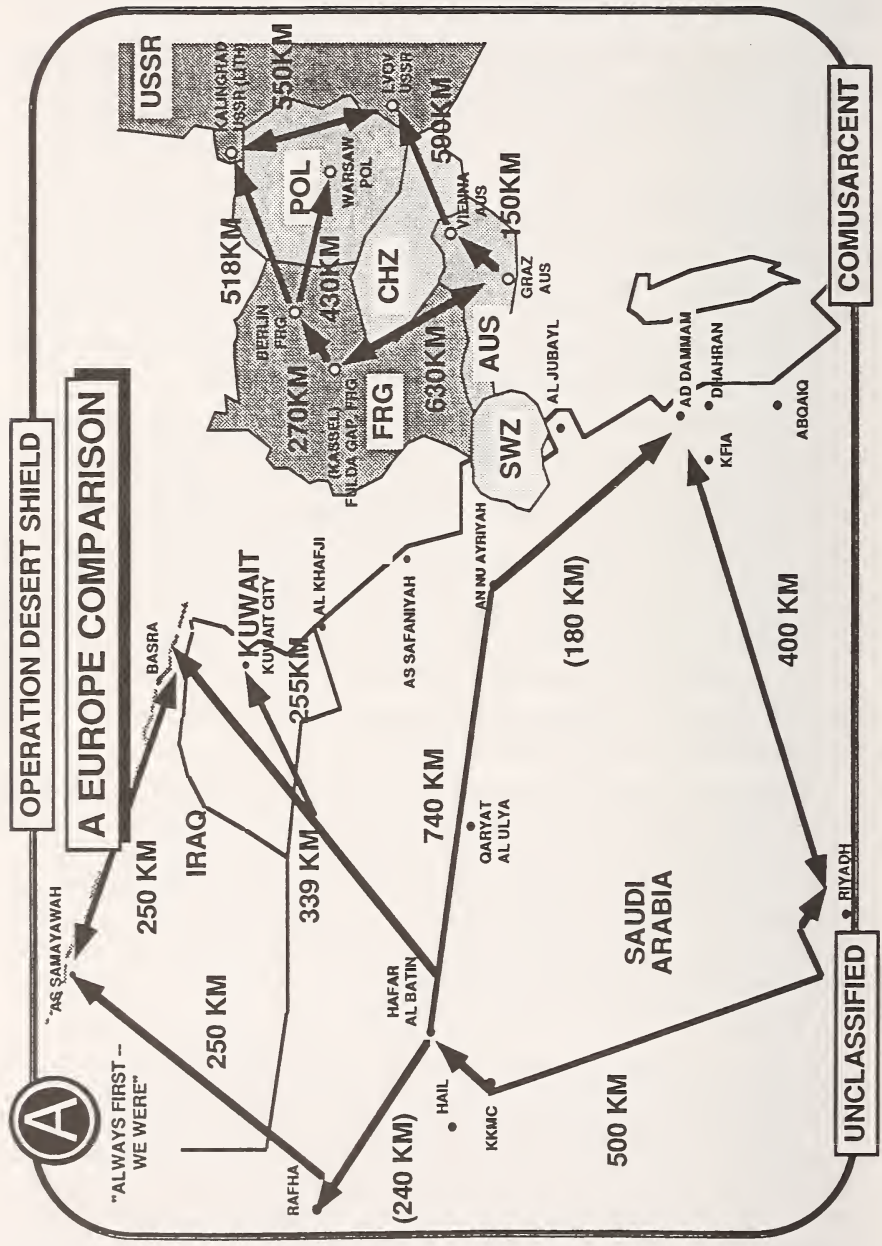 OPERATION DESERT SHIELD
A EUROPE COMPARISON
A
"ALWAYS FIRST --
WE WERE"
"AS SAMAYAWAH
250 KM
BASRA
IRAQ
250 KM
339 KM
255KM
KUWAIT
KUWAIT CITY
AL KHAFJI
AS SAFANIYAH
RAFHA
(240 KM)
HAFAR
AL BATIN
HAIL
KKMC
740 KM
QARYAT
AL ULYA
AN NU AYRIYAH
(180 KM)
AL JUBAYL
AD DAMMAM
DHAHRAN
KFIA
ABQAIQ
500 KM
SAUDI
ARABIA
400 KM
RIYADH
USSR
KALINGRAD
USSR (LITH)
550KM
518KM
POL
WARSAW
POL
LVOV
USSR
BERLIN
FRG
430KM
270KM
(KASSEL)
FULDA GAP, FRG
FRG
CHZ
590KM
VIENNA
AUS
150KM
GRAZ
AUS
630KM
AUS
SWZ
UNCLASSIFIED
COMUSARCENT